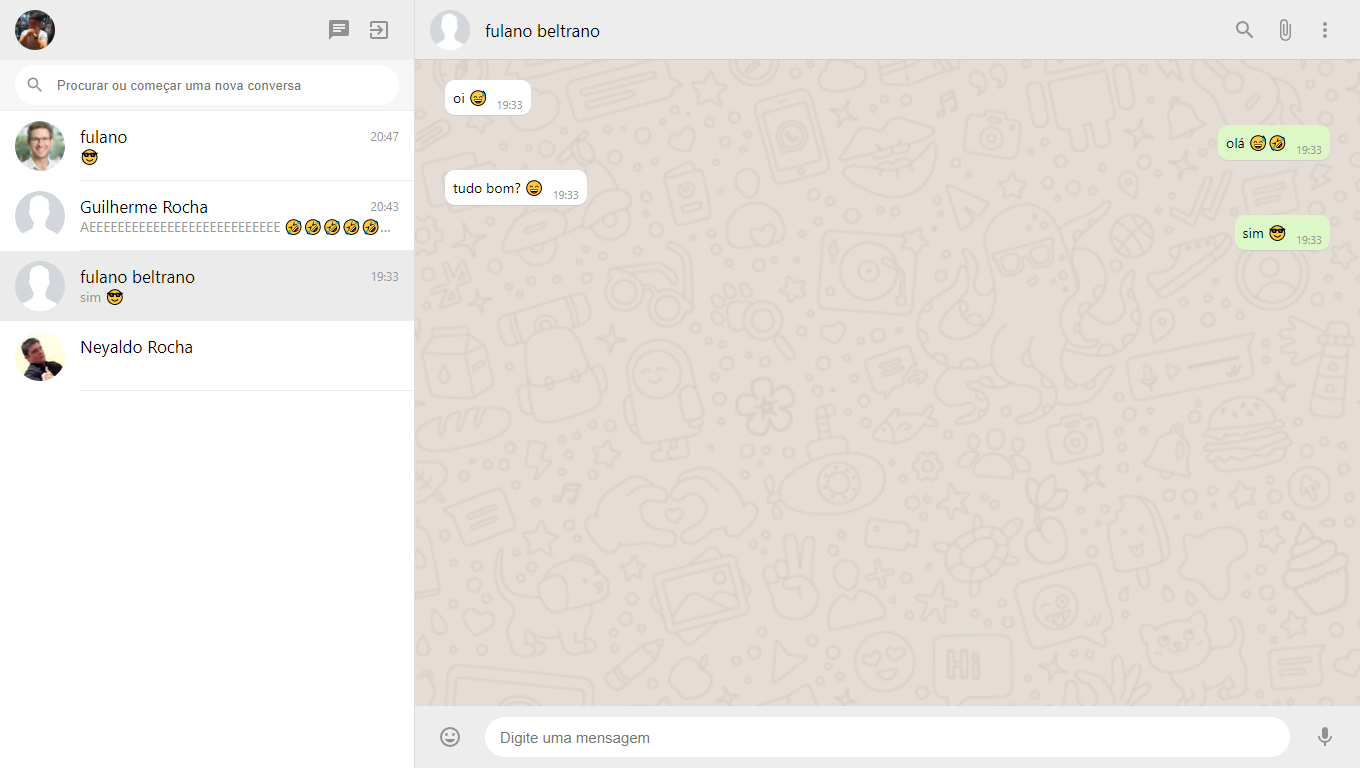 Procurar ou começar uma nova conversa
fulano 20:47
😎
Guilherme Rocha 20:43
AEEEEEEEEEEEEEEEEEEEEEEEEEEE 🤣🤣🤣🤣🤣...
fulano beltrano 19:33
sim 😎
Neyaldo Rocha
fulano beltrano
oi 😅 19:33
olá 😅🤣 19:33
tudo bom? 😄 19:33
sim 😎 19:33
Hi
Digite uma mensagem